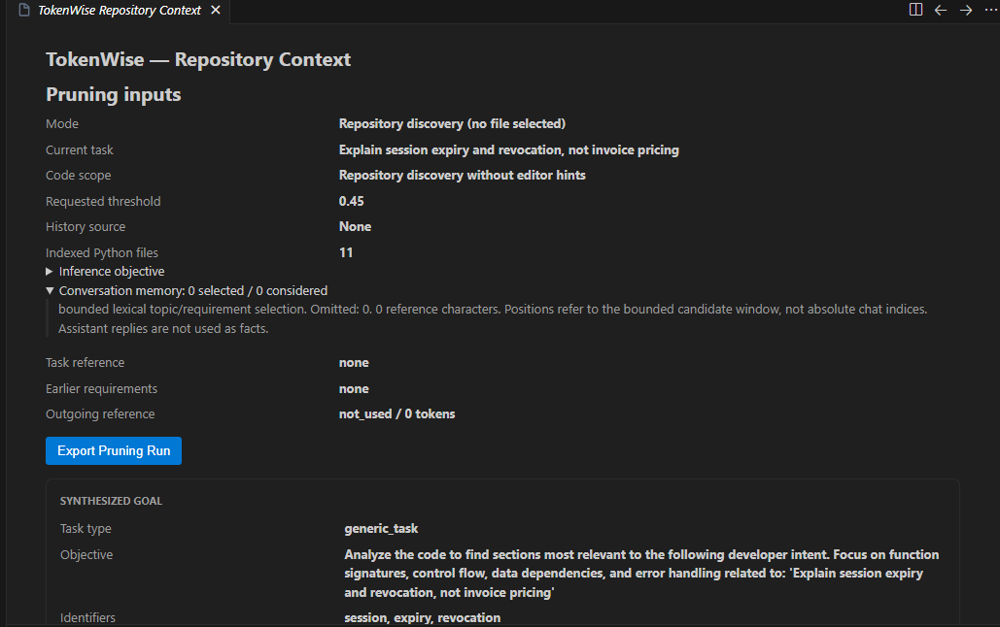 TokenWise Repository Context
TokenWise — Repository Context
Pruning inputs
Mode Repository discovery (no file selected)
Current task Explain session expiry and revocation, not invoice pricing
Code scope Repository discovery without editor hints
Requested threshold 0.45
History source None
Indexed Python files 11
Inference objective
Conversation memory: 0 selected / 0 considered
bounded lexical topic/requirement selection. Omitted: 0. 0 reference characters. Positions refer to the bounded candidate window, not absolute chat indices.
Assistant replies are not used as facts.
Task reference none
Earlier requirements none
Outgoing reference not_used / 0 tokens
Export Pruning Run
SYNTHESIZED GOAL
Task type generic_task
Objective Analyze the code to find sections most relevant to the following developer intent. Focus on function
signatures, control flow, data dependencies, and error handling related to: 'Explain session expiry
and revocation, not invoice pricing'
Identifiers session, expiry, revocation